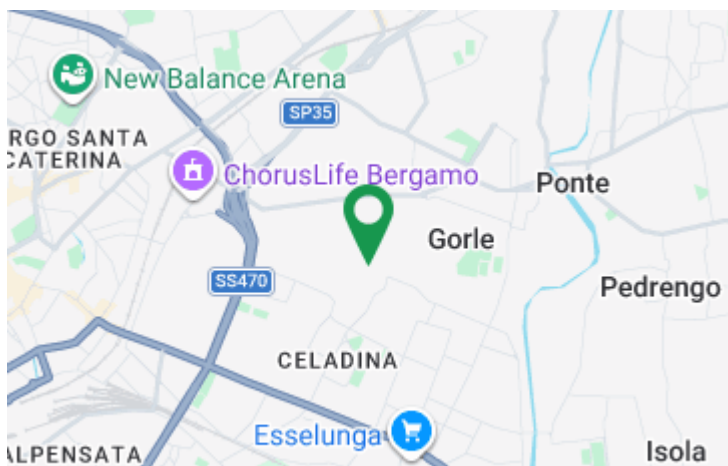 New Balance Arena
SP35
RGO SANTA
CATERINA
ChorusLife Bergamo
Ponte
Gorle
SS470
Pedrengo
CELADINA
Esselunga
ALPENSATA
Isola